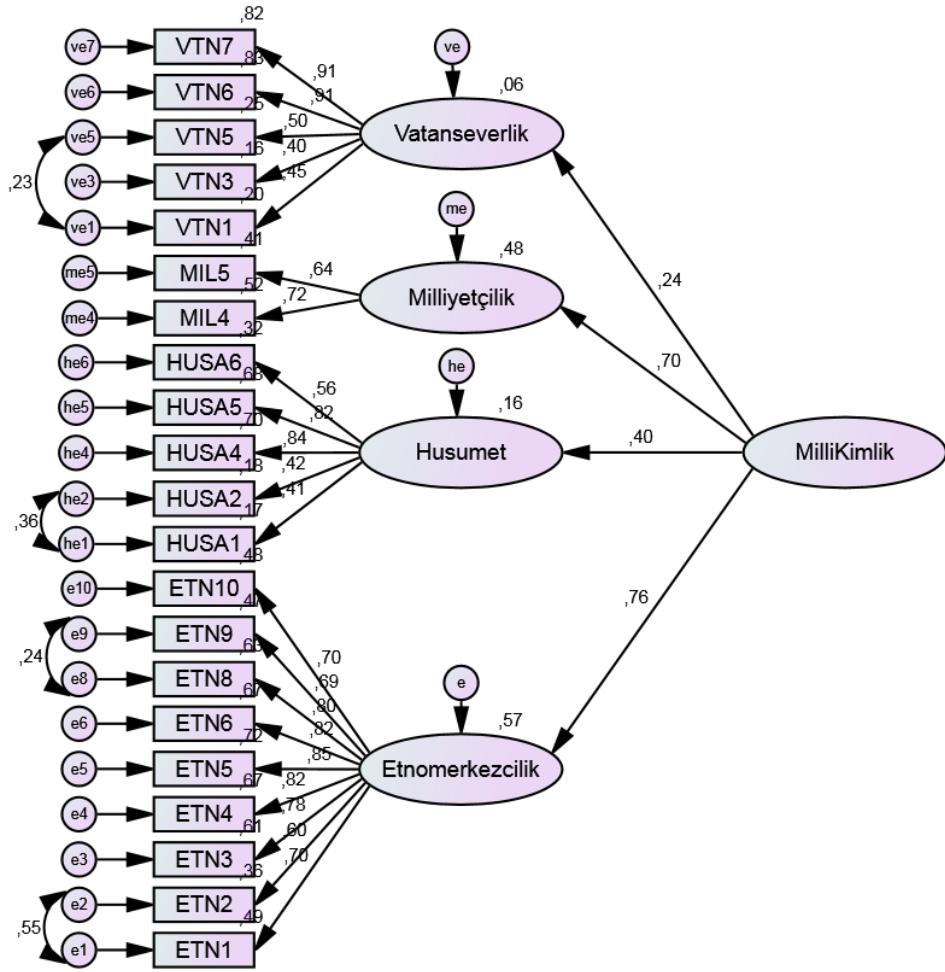 ,82
ve7
VTN7
ve
,83
,91
ve6
VTN6
,06
,91
,25
ve5
VTN5
,50
Vatanseverlik
,16
,40
,23
ve3
VTN3
,45
,20
me
ve1
VTN1
,41
,48
me5
MIL5
,64
,24
,52
,72
Milliyetçilik
me4
MIL4
,32
he6
HUSA6
he
,70
,68
,56
he5
HUSA5
,82
,16
,70
,84
,40
he4
HUSA4
Husumet
MilliKimlik
,18
,42
he2
HUSA2
,41
,17
,36
he1
HUSA1
,48
e10
ETN10
,47
,76
e9
ETN9
,63
,70
,24
e8
ETN8
,69
e
,67
,80
e6
ETN6
,82
,57
,72
,85
e5
ETN5
Etnomerkezcilik
,67
,82
e4
ETN4
,78
,61
,60
e3
ETN3
,70
,36
e2
ETN2
,49
,55
e1
ETN1